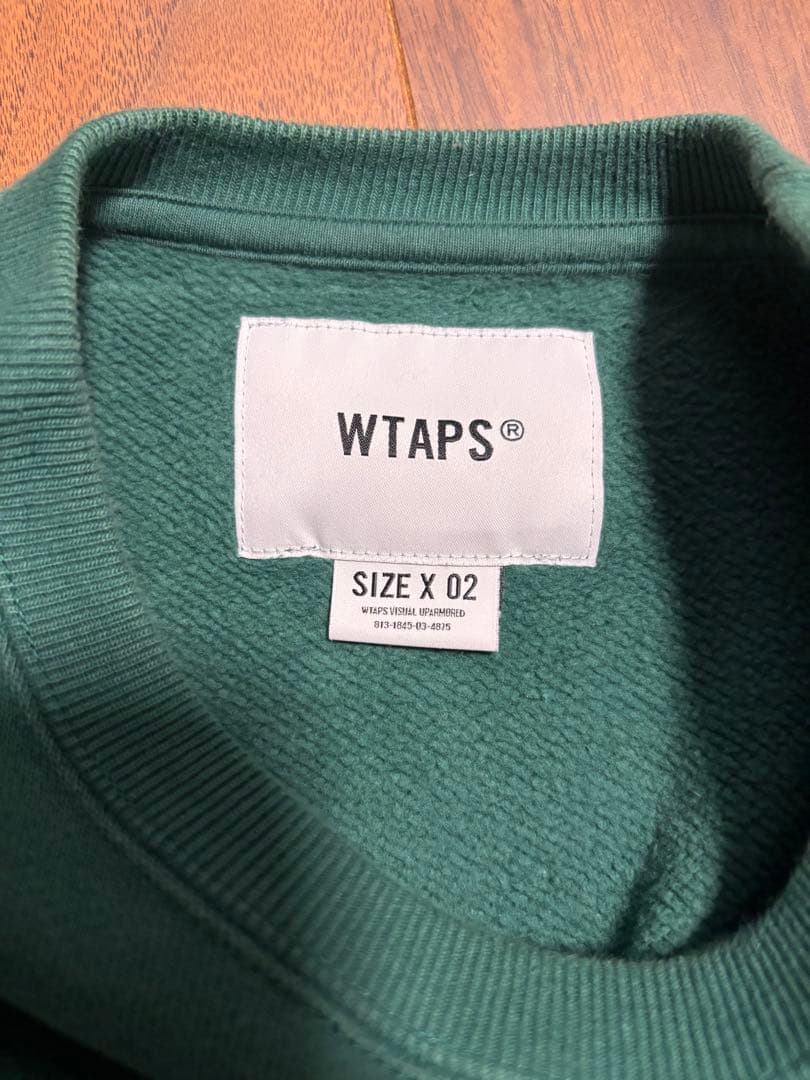 WTAPS®
SIZE X 02
WTAPS VISUAL UPARMORED
813-1845-03-4875